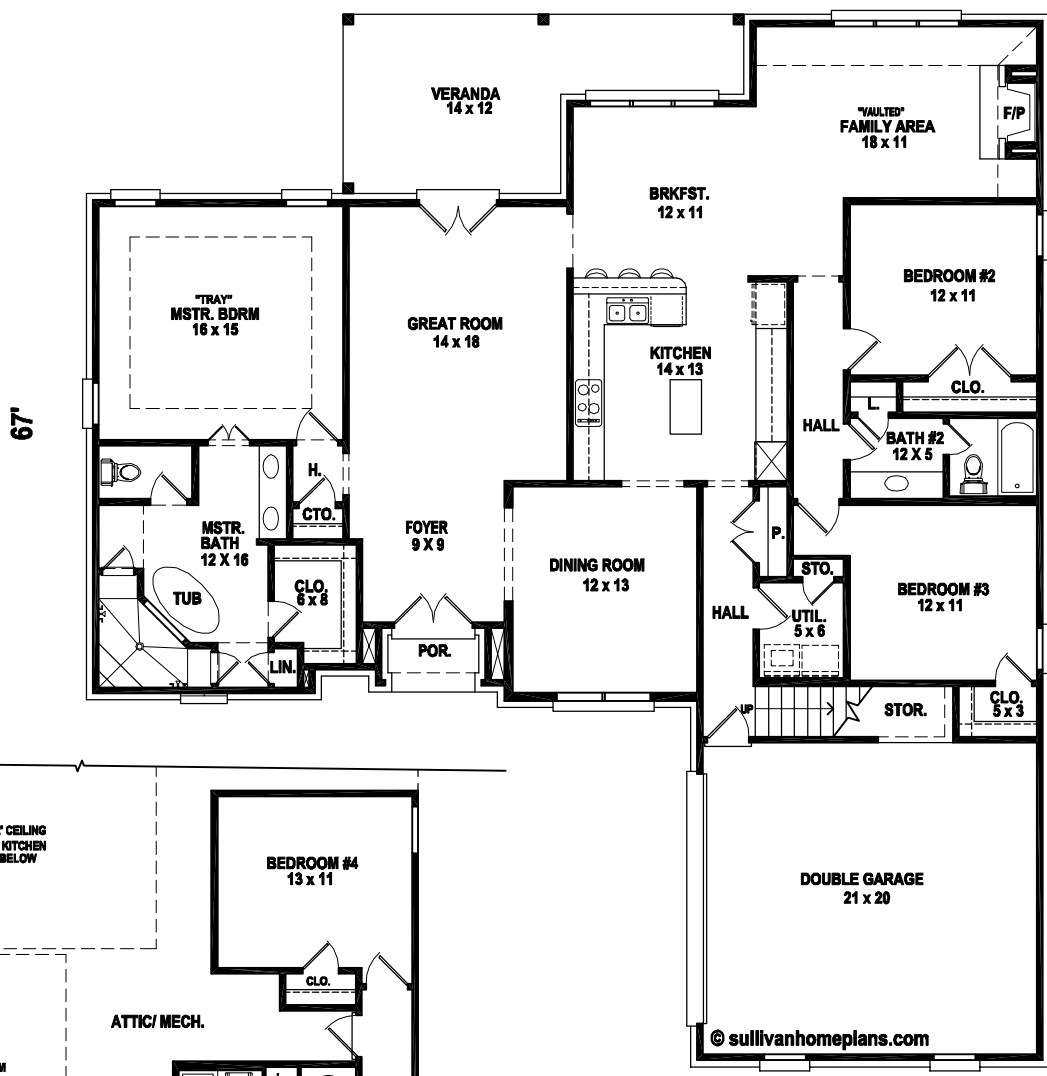 VERANDA
14 x 12
"VAULTED"
FAMILY AREA
18 x 11
F/P
BRKFST.
12 x 11
"TRAY"
MSTR. BDRM
16 x 15
GREAT ROOM
14 x 18
KITCHEN
14 x 13
BEDROOM #2
12 x 11
CLO.
L.
HALL
BATH #2
12 X 5
67'
H.
CTO.
MSTR.
BATH
12 X 16
FOYER
9 X 9
P.
DINING ROOM
12 x 13
STO.
BEDROOM #3
12 x 11
TUB
CLO.
6 x 8
HALL
UTIL.
5 x 6
POR.
LIN.
CLO.
5 x 3
UP
STOR.
' CEILING
KITCHEN
BELOW
BEDROOM #4
13 x 11
DOUBLE GARAGE
21 x 20
CLO.
ATTIC/ MECH.
© sullivanhomeplans.com